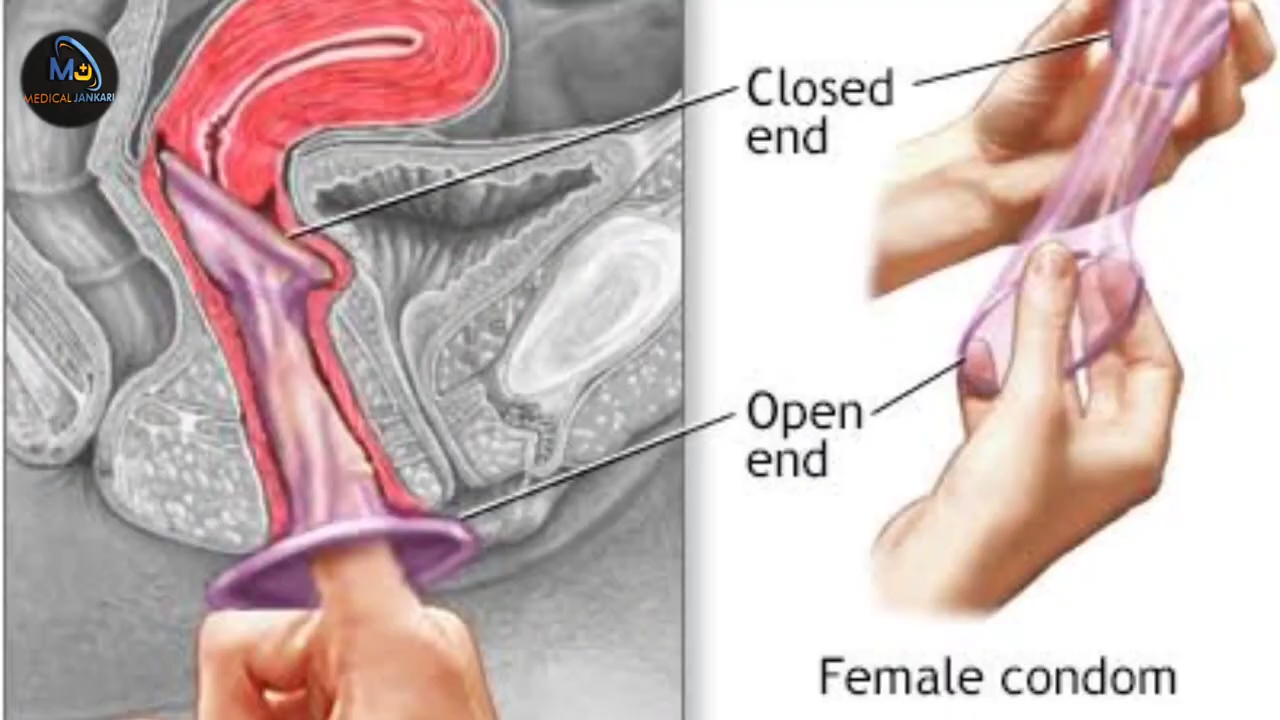 MEDICAL JANKARI
Closed
end
Open
end
Female condom